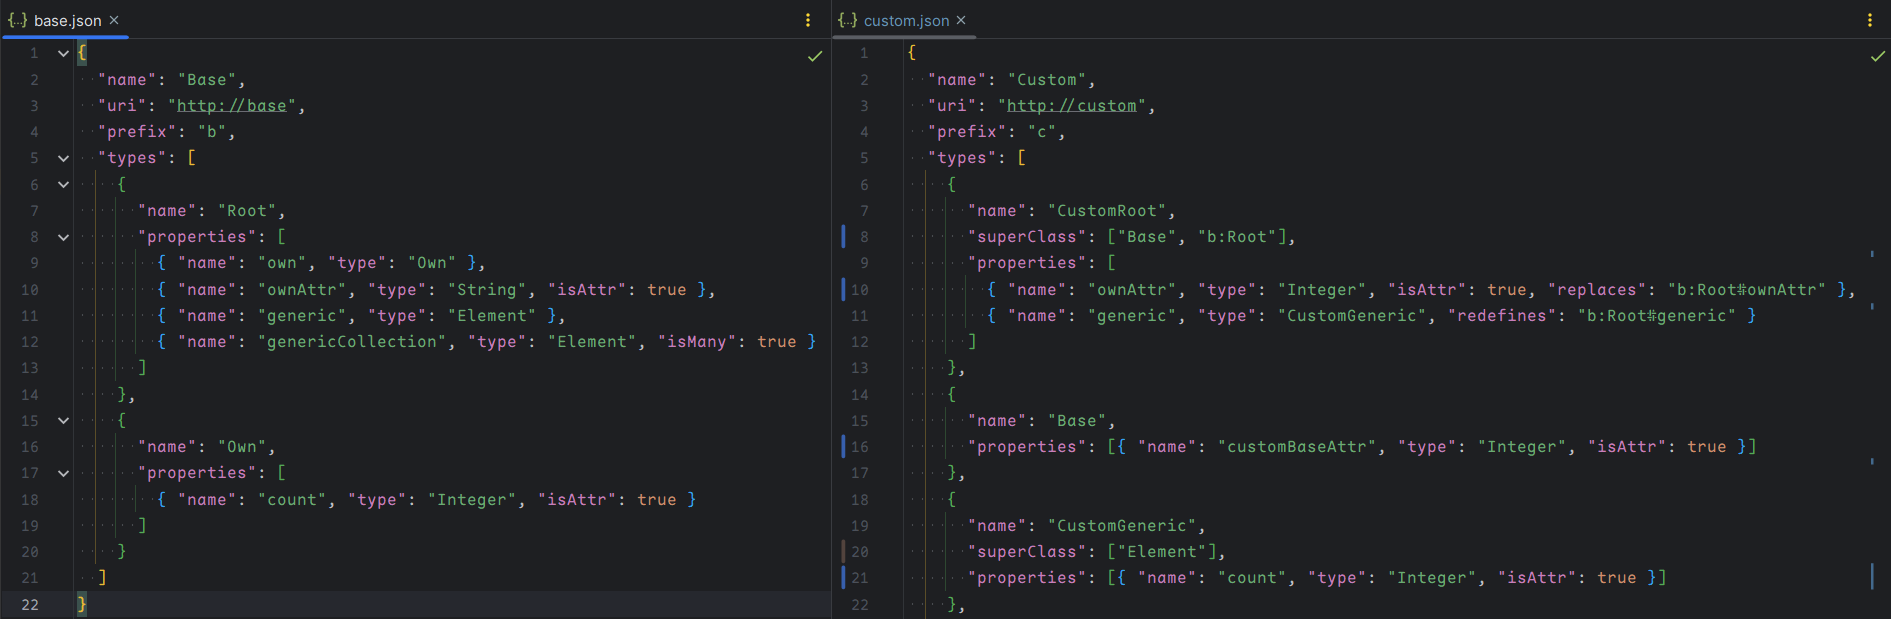 base.json
1 {
2 "name": "Base",
3 "uri": "http://base",
4 "prefix": "b",
5 "types": [
6 {
7 "name": "Root",
8 "properties": [
9 { "name": "own", "type": "Own" },
10 { "name": "ownAttr", "type": "String", "isAttr": true },
11 { "name": "generic", "type": "Element" },
12 { "name": "genericCollection", "type": "Element", "isMany": true }
13 ]
14 },
15 {
16 "name": "Own",
17 "properties": [
18 { "name": "count", "type": "Integer", "isAttr": true }
19 ]
20 }
21 ]
22 }
custom.json
1 {
2 "name": "Custom",
3 "uri": "http://custom",
4 "prefix": "c",
5 "types": [
6 {
7 "name": "CustomRoot",
8 "superClass": ["Base", "b:Root"],
9 "properties": [
10 { "name": "ownAttr", "type": "Integer", "isAttr": true, "replaces": "b:Root#ownAttr" },
11 { "name": "generic", "type": "CustomGeneric", "redefines": "b:Root#generic" }
12 ]
13 },
14 {
15 "name": "Base",
16 "properties": [{ "name": "customBaseAttr", "type": "Integer", "isAttr": true }]
17 },
18 {
19 "name": "CustomGeneric",
20 "superClass": ["Element"],
21 "properties": [{ "name": "count", "type": "Integer", "isAttr": true }]
22 },